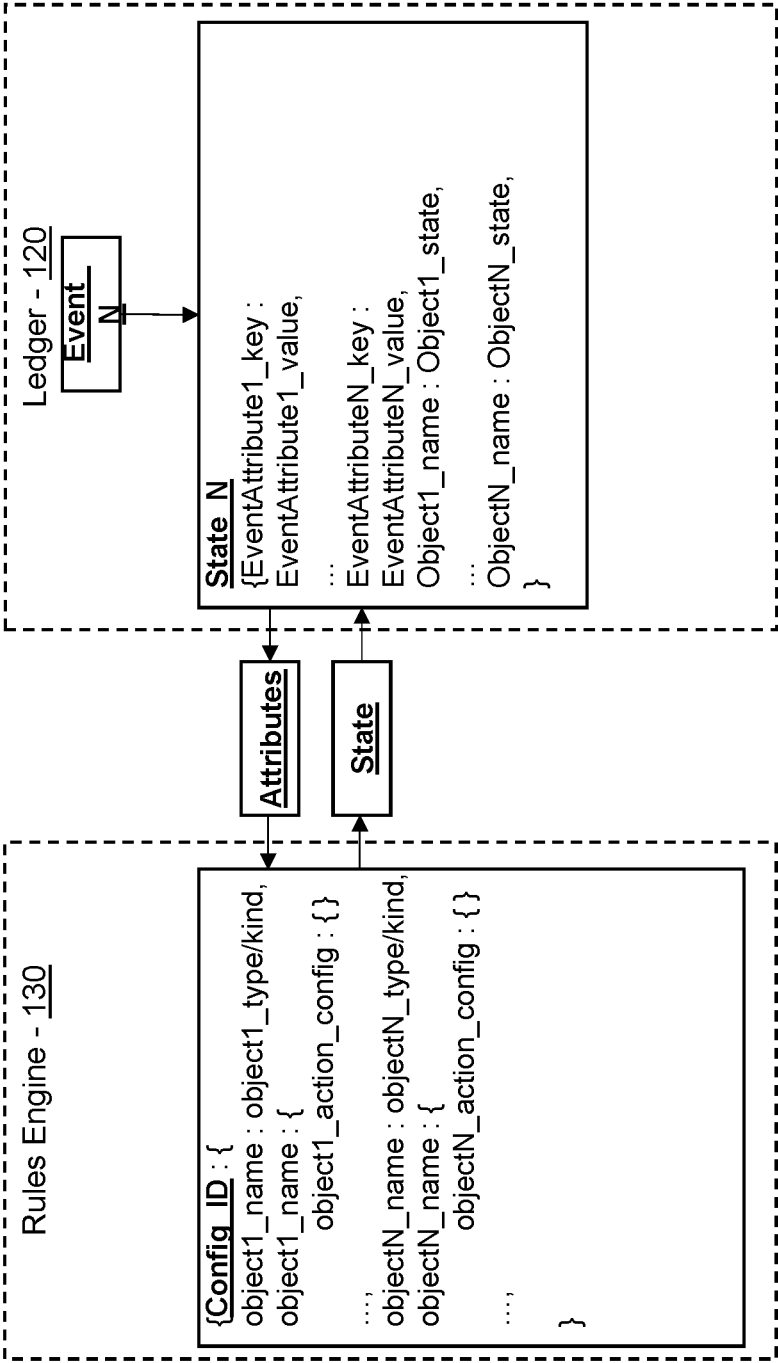 Rules Engine - 130
{Config_ID : {
object1_name : object1_type/kind,
object1_name : {
object1_action_config : { }
...,
objectN_name : objectN_type/kind,
objectN_name : {
objectN_action_config : { }
...,
}
Attributes
State
Ledger - 120
Event
N
State_N
{EventAttribute1_key :
EventAttribute1_value,
...
EventAttributeN_key :
EventAttributeN_value,
Object1_name : Object1_state,
...
ObjectN_name : ObjectN_state,
}